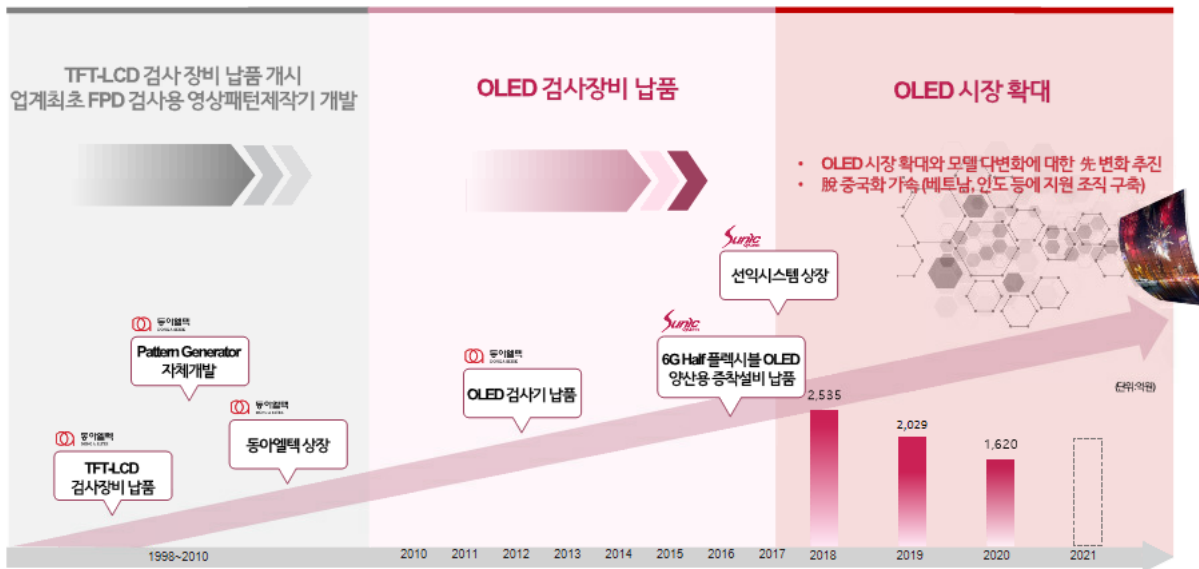 TFT-LCD 검사 장비 납품 개시
업계최초 FPD 검사용 영상패턴제작기 개발
OLED 검사장비 납품
OLED 시장 확대
• OLED 시장 확대와 모델 다변화에 대한 先 변화 추진
• 脫 중국화 가속 (베트남, 인도 등에 지원 조직 구축)
Sunic
선익시스템 상장
동아엘텍
Pattern Generator
자체개발
Sunic
6G Half 플렉시블 OLED
양산용 증착설비 납품
동아엘텍
OLED 검사기 납품
(단위:억원)
동아엘텍
동아엘텍 상장
동아엘텍
TFT-LCD
검사장비 납품
2,535
2,029
1,620
1998~2010
2010 2011 2012 2013 2014 2015 2016 2017 2018 2019 2020 2021